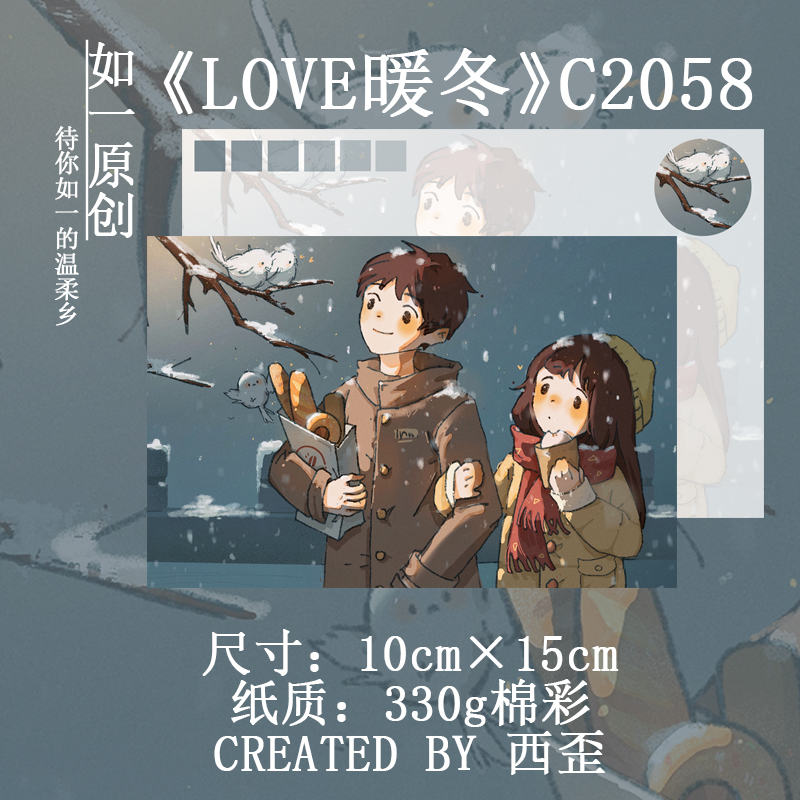 《LOVE暖冬》C2058
如一原创
待你如一的温柔乡
尺寸：10cm×15cm
纸质：330g棉彩
CREATED BY 西歪